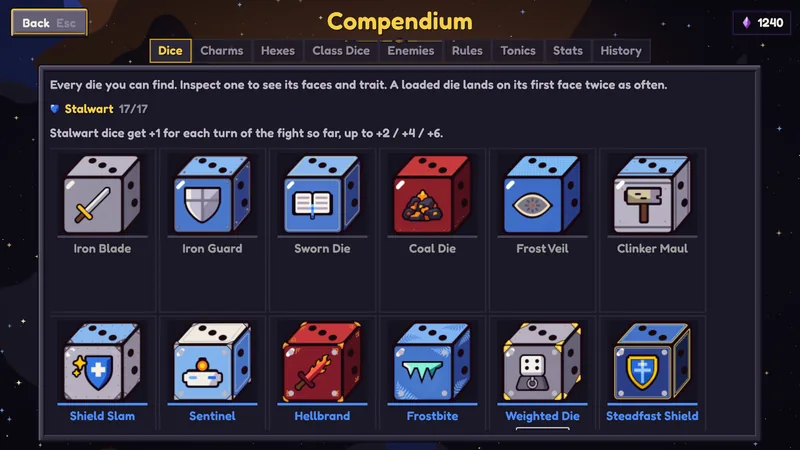 Back Esc
Compendium
1240
Dice Charms Hexes Class Dice Enemies Rules Tonics Stats History
Every die you can find. Inspect one to see its faces and trait. A loaded die lands on its first face twice as often.
Stalwart 17/17
Stalwart dice get +1 for each turn of the fight so far, up to +2 / +4 / +6.
Iron Blade Iron Guard Sworn Die Coal Die Frost Veil Clinker Maul
Shield Slam Sentinel Hellbrand Frostbite Weighted Die Steadfast Shield